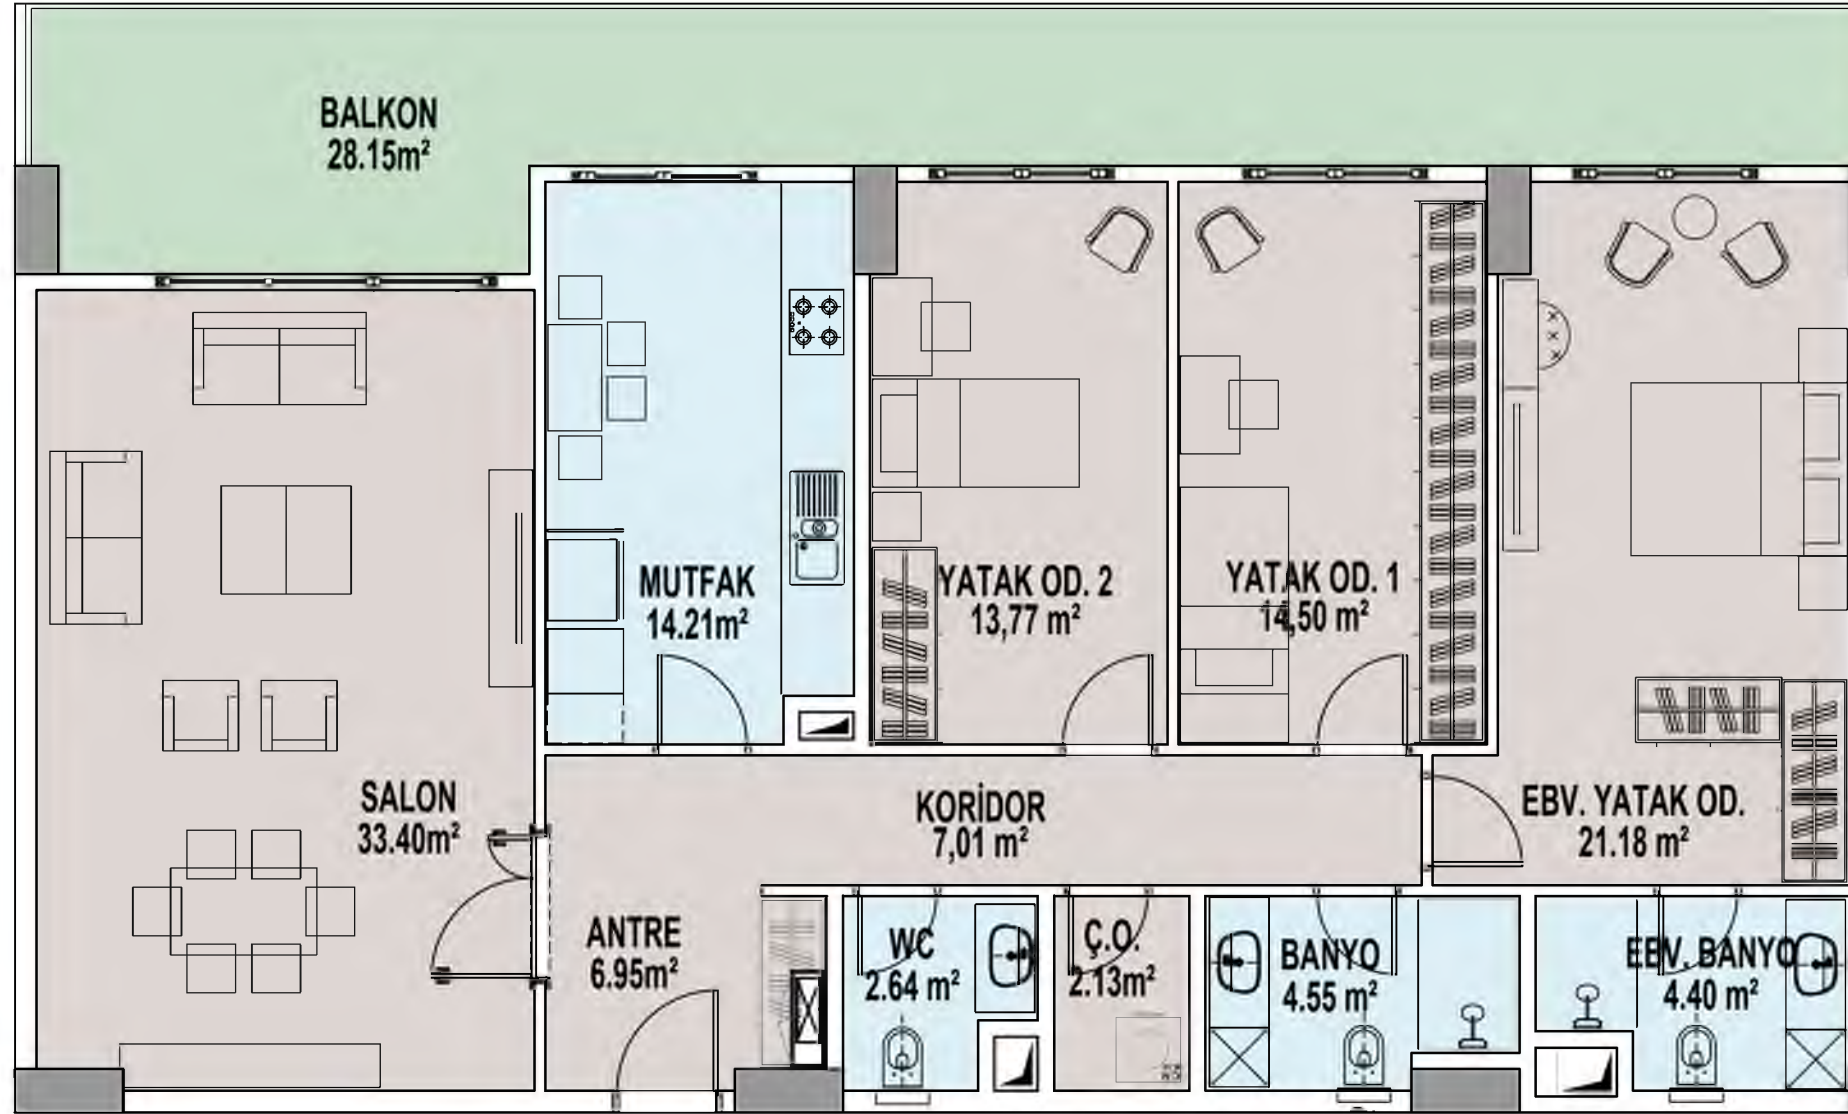 BALKON
28.15m²
MUTFAK
14.21m²
YATAK OD. 2
13,77 m²
YATAK OD. 1
14,50 m²
SALON
33.40m²
KORİDOR
7,01 m²
EBV. YATAK OD.
21.18 m²
ANTRE
6.95m²
WC
2.64 m²
Ç.O.
2.13m²
BANYO
4.55 m²
EBV. BANYO
4.40 m²